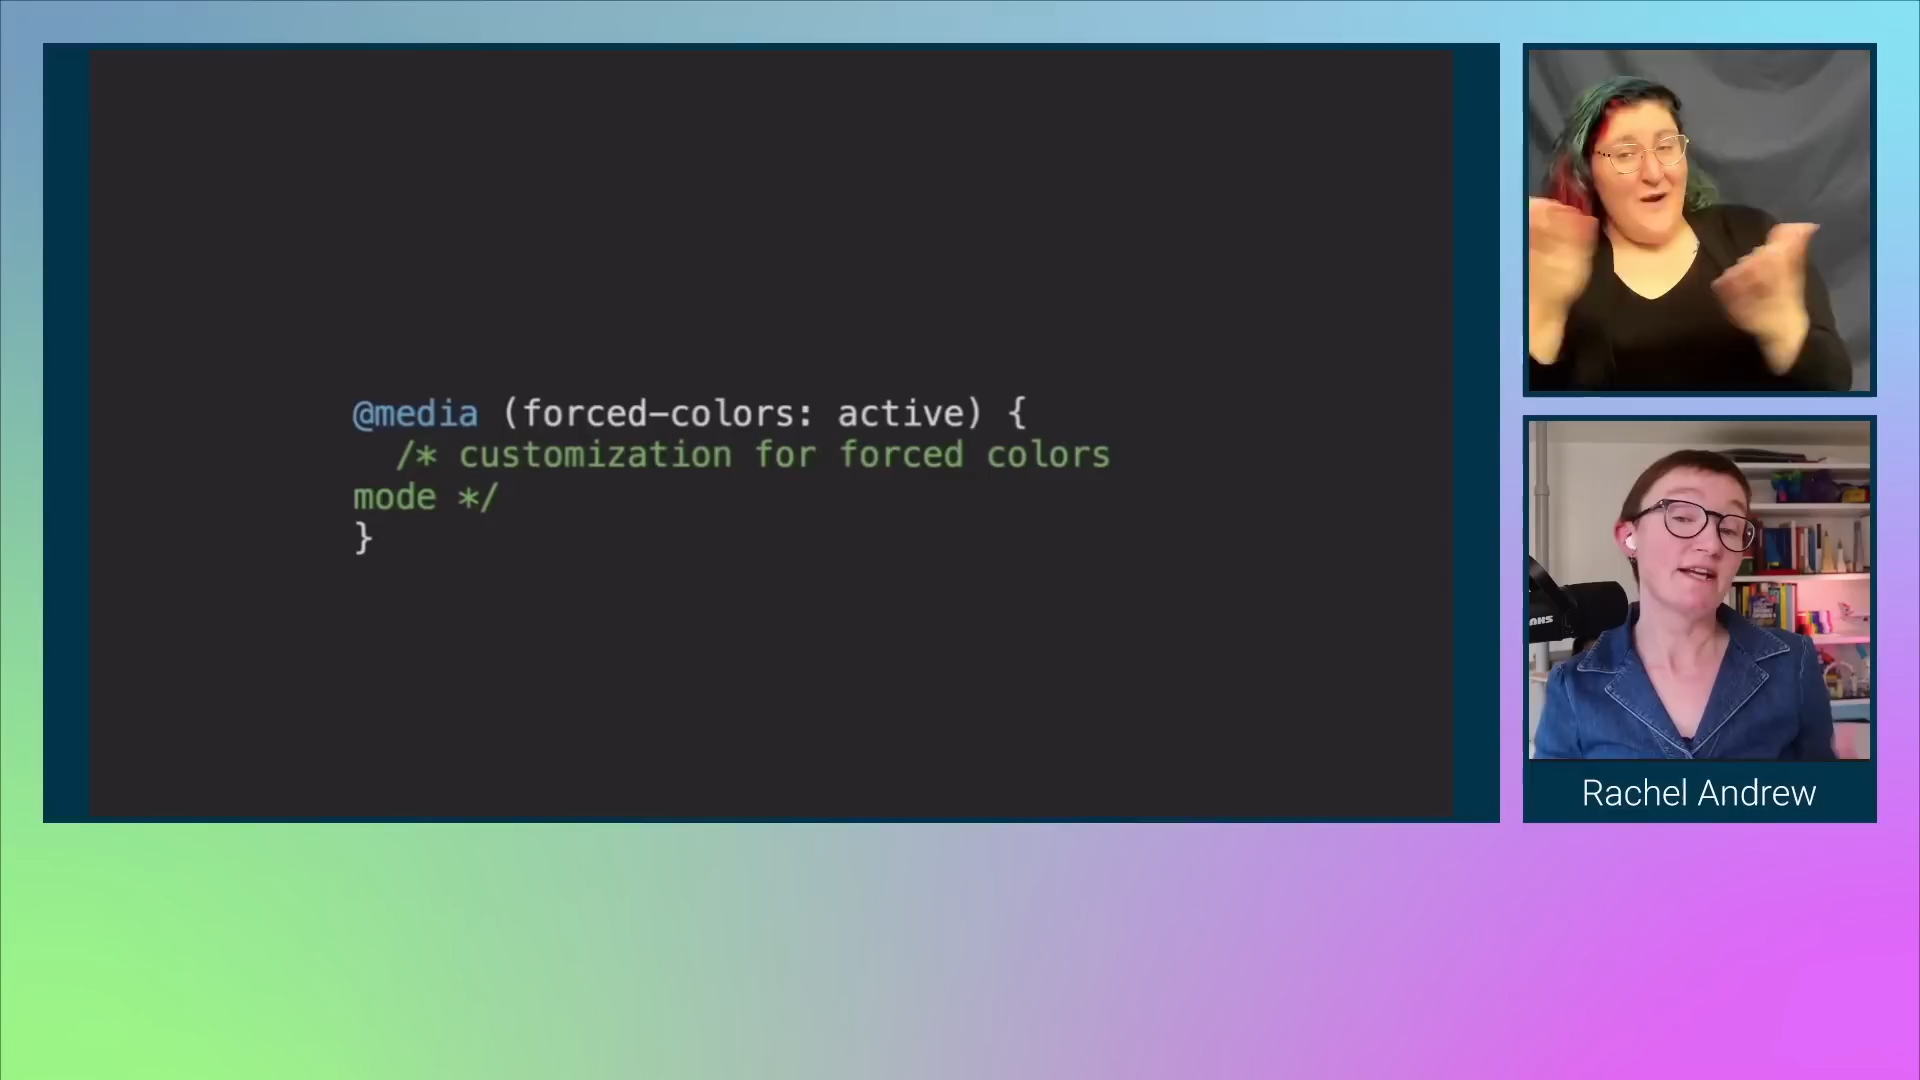 @media (forced-colors: active) {
/* customization for forced colors
mode */
}
Rachel Andrew